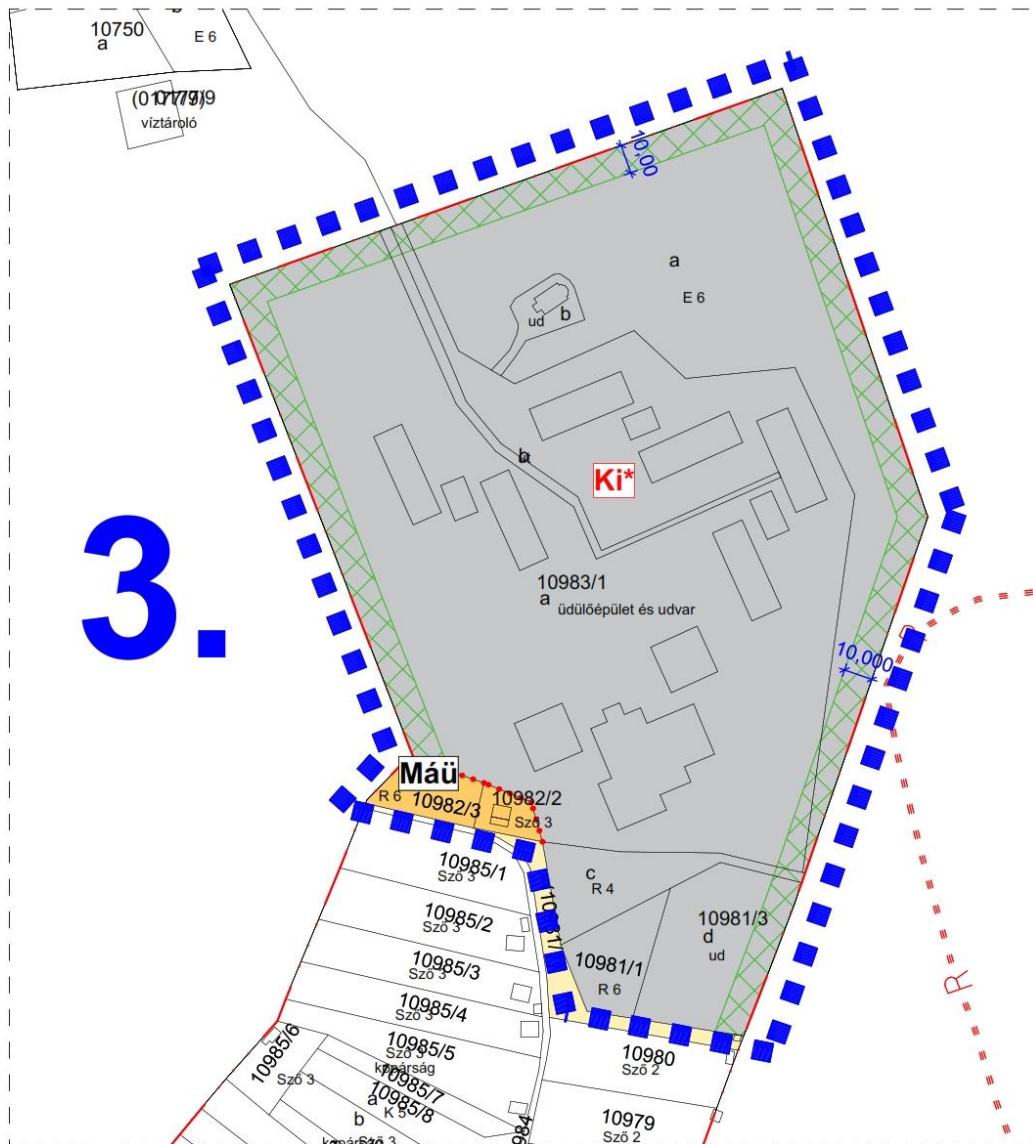 10750
a
E 6
víztároló
10,00
a
E 6
ud
b
Ki*
3.
10983/1
a
üdülőépület és udvar
10,000
Máü
R 6
10982/3
10982/2
Sző 3
10985/1
Sző 3
c
R 4
10985/2
Sző 3
10981/3
d
ud
10985/3
Sző 3
10981/1
R 6
10985/4
Sző 3
R
10985/5
Sző 3
kopárság
10980
Sző 2
10985/6
Sző 3
10985/7
a
10985/8
K 5
b
10979
Sző 2
Sző 3